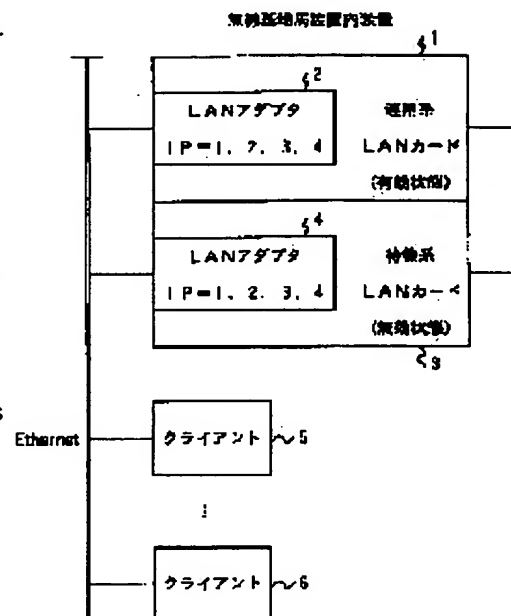 無線基地局装置内装置
1
2
LANアダプタ
IP=1, 2, 3, 4
運用系
LANカード
(有効状態)
4
LANアダプタ
IP=1, 2. 3, 4
待機系
LANカード
(無効状態)
3
Ethernet
クライアント
5
クライアント
6